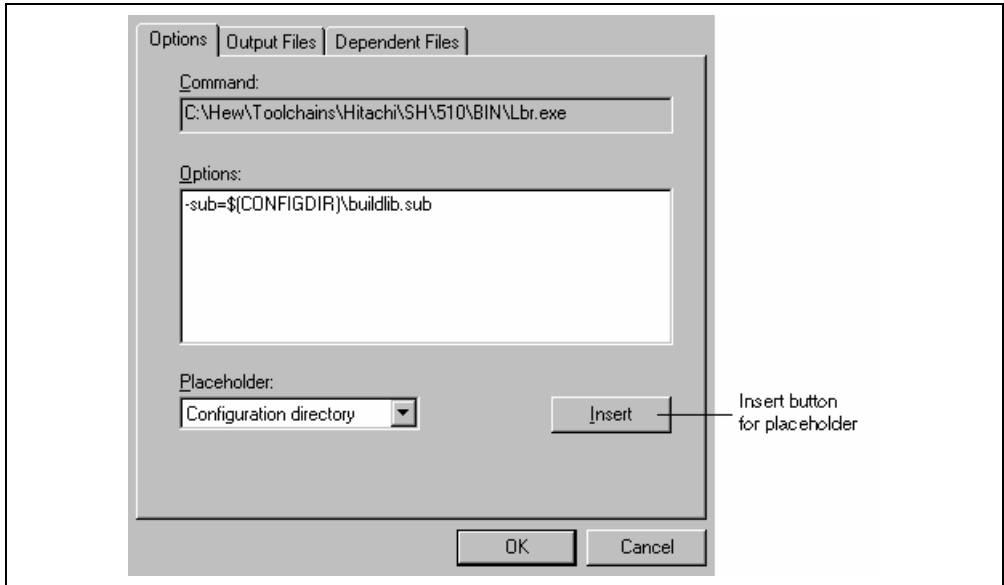 Options Output Files Dependent Files
Command:
C:\Hew\Toolchains\Hitachi\SH\510\BIN\Lbr.exe
Options:
-sub=$(CONFIGDIR)\buildlib.sub
Placeholder:
Configuration directory
Insert
Insert button
for placeholder
OK Cancel